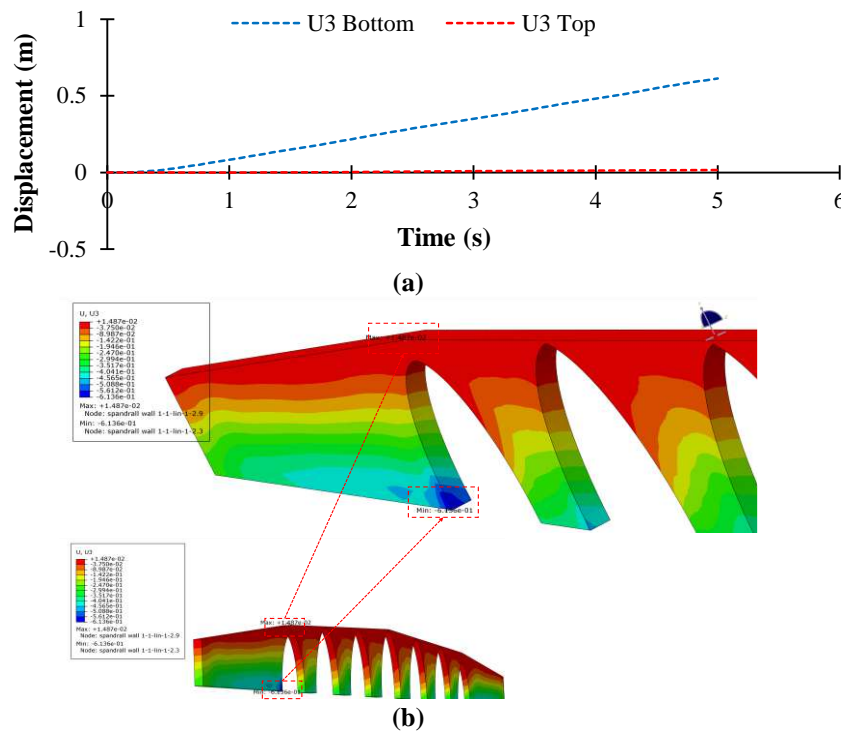 1
U3 Bottom
U3 Top
0.5
0
-0.5
0 1 2 3 4 5 6
Displacement (m)
Time (s)
(a)
U, U3
+1.487e-02
-3.750e-02
-8.987e-02
-1.422e-01
-1.946e-01
-2.470e-01
-2.994e-01
-3.517e-01
-4.041e-01
-4.565e-01
-5.088e-01
-5.612e-01
-6.136e-01
Max: +1.487e-02
Node: spandrall wall 1-1-lin-1-2.9
Min: -6.136e-01
Node: spandrall wall 1-1-lin-1-2.3
Max: +1.487e-02
Min: -6.136e-01
U, U3
+1.487e-02
-3.750e-02
-8.987e-02
-1.422e-01
-1.946e-01
-2.470e-01
-2.994e-01
-3.517e-01
-4.041e-01
-4.565e-01
-5.088e-01
-5.612e-01
-6.136e-01
Max: +1.487e-02
Node: spandrall wall 1-1-lin-1-2.9
Min: -6.136e-01
Node: spandrall wall 1-1-lin-1-2.3
Max: +1.487e-02
Min: -6.136e-01
(b)